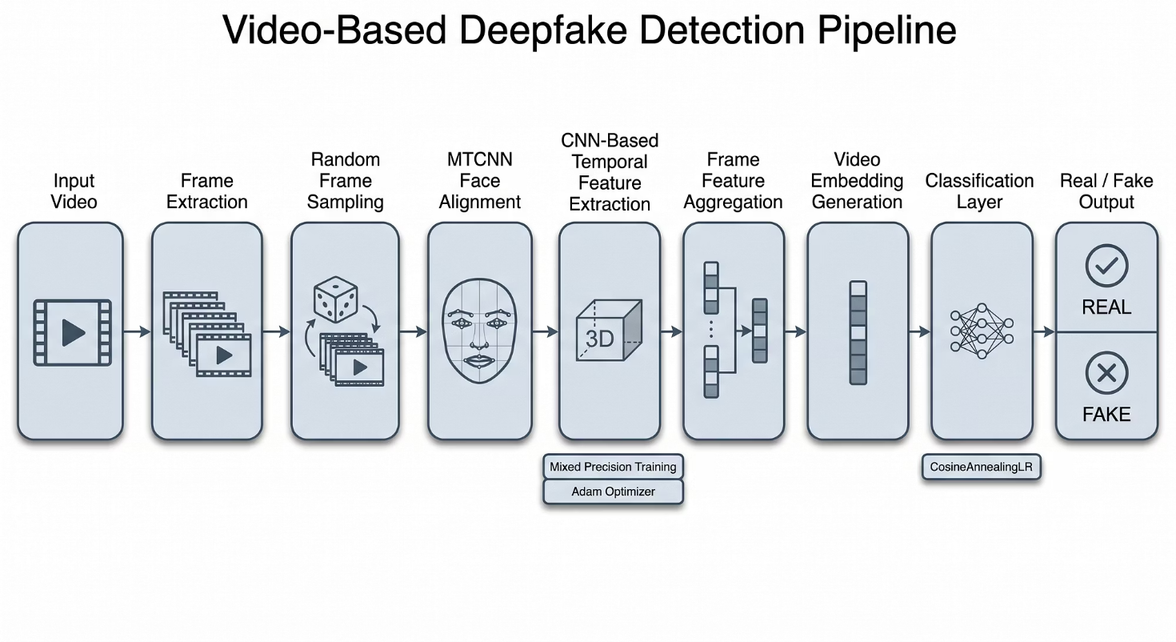 Video-Based Deepfake Detection Pipeline
Input
Video
Frame
Extraction
Random
Frame
Sampling
MTCNN
Face
Alignment
CNN-Based
Temporal
Feature
Extraction
Frame
Feature
Aggregation
Video
Embedding
Generation
Classification
Layer
Real / Fake
Output
3D
REAL
FAKE
Mixed Precision Training
Adam Optimizer
CosineAnnealingLR